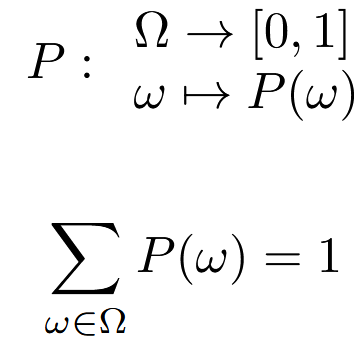 P : Ω → [0, 1]
ω ↦ P(ω)
∑ P(ω) = 1
ω∈Ω